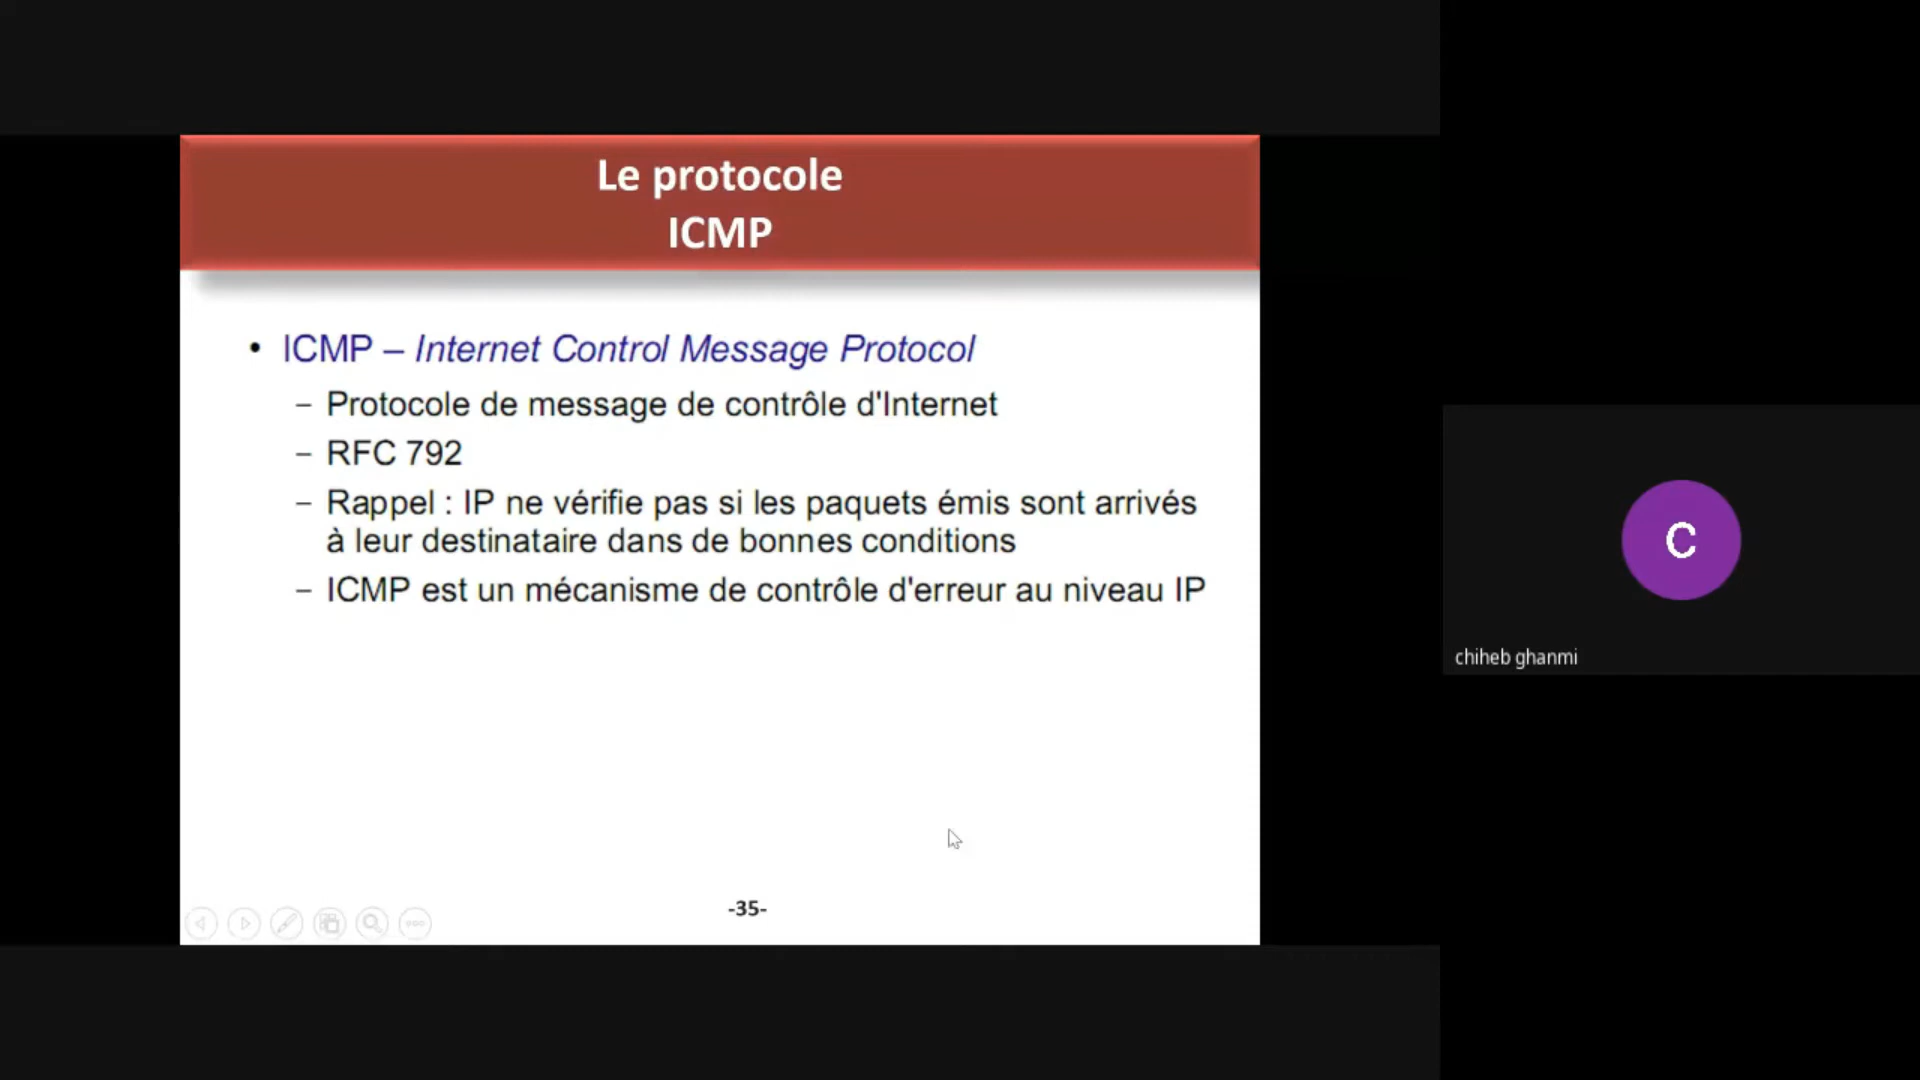 Le protocole
ICMP
• ICMP – Internet Control Message Protocol
– Protocole de message de contrôle d'Internet
– RFC 792
– Rappel : IP ne vérifie pas si les paquets émis sont arrivés
à leur destinataire dans de bonnes conditions
– ICMP est un mécanisme de contrôle d'erreur au niveau IP
-35-
C
chiheb ghanmi